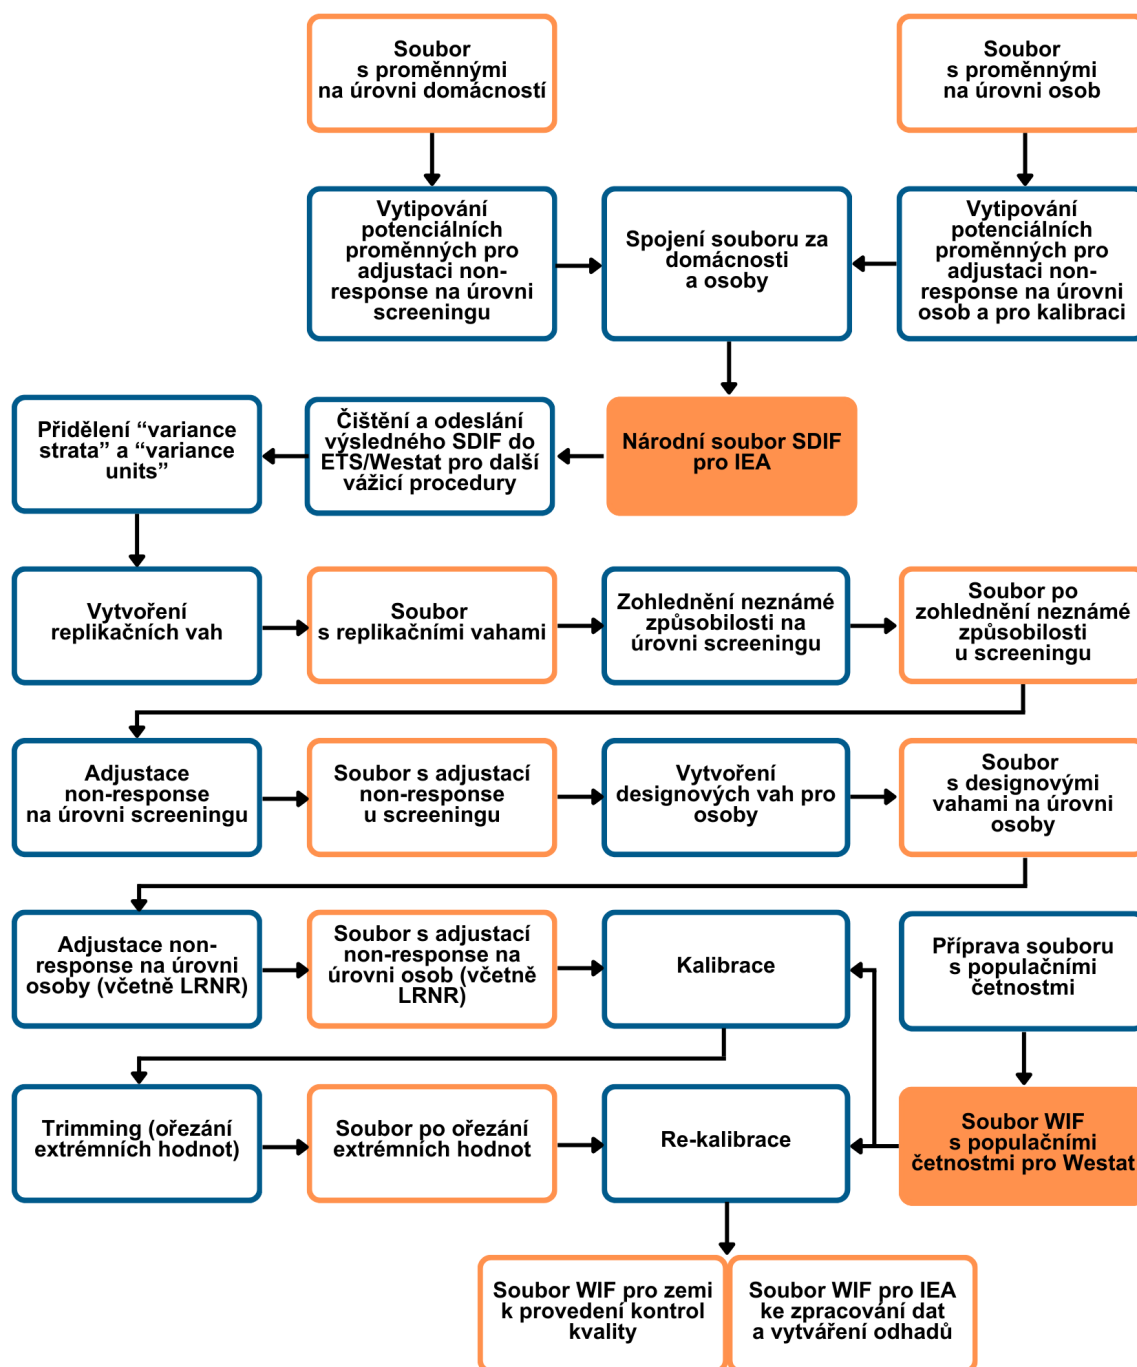 Soubor
s proměnnými
na úrovni domácností
Soubor
s proměnnými
na úrovni osob
Vytipování
potenciálních
proměnných pro
adjustaci non-
response na úrovni
screeningu
Spojení souboru za
domácnosti
a osoby
Vytipování
potenciálních
proměnných pro
adjustaci non-
response na úrovni
osob a pro kalibraci
Přidělení “variance
strata” a “variance
units”
Čištění a odeslání
výsledného SDIF do
ETS/Westat pro další
vážicí procedury
Národní soubor SDIF
pro IEA
Vytvoření
replikačních vah
Soubor
s replikačními vahami
Zohlednění neznámé
způsobilosti na
úrovni screeningu
Soubor po
zohlednění neznámé
způsobilosti
u screeningu
Adjustace
non-response
na úrovni screeningu
Soubor s adjustací
non-response
u screeningu
Vytvoření
designových vah pro
osoby
Soubor
s designovými
vahami na úrovni
osoby
Adjustace non-
response na úrovni
osoby (včetně LRNR)
Soubor s adjustací
non-response na
úrovni osob (včetně
LRNR)
Kalibrace
Příprava souboru
s populačními
četnostmi
Trimming (ořezání
extrémních hodnot)
Soubor po ořezání
extrémních hodnot
Re-kalibrace
Soubor WIF
s populačními
četnostmi pro Westat
Soubor WIF pro zemi
k provedení kontrol
kvality
Soubor WIF pro IEA
ke zpracování dat
a vytváření odhadů